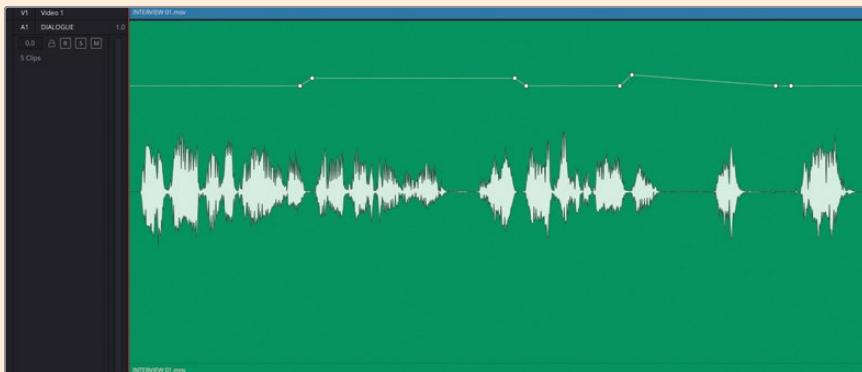 V1 Video 1
INTERVIEW 01.mov
A1 DIALOGUE 1.0
0.0 R S M
5 Clips
INTERVIEW 01.mov